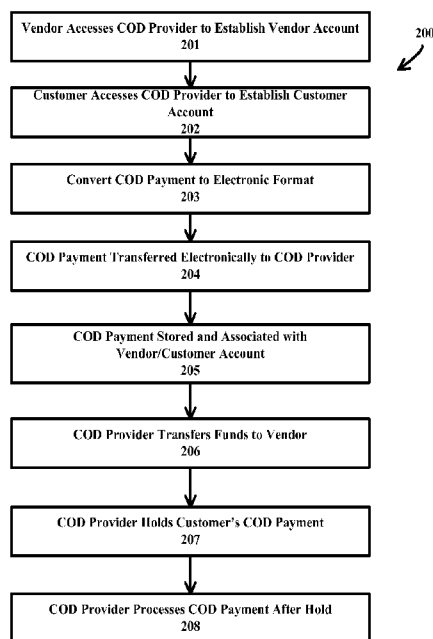 Vendor Accesses COD Provider to Establish Vendor Account
201
200
Customer Accesses COD Provider to Establish Customer
Account
202
Convert COD Payment to Electronic Format
203
COD Payment Transferred Electronically to COD Provider
204
COD Payment Stored and Associated with
Vendor/Customer Account
205
COD Provider Transfers Funds to Vendor
206
COD Provider Holds Customer's COD Payment
207
COD Provider Processes COD Payment After Hold
208